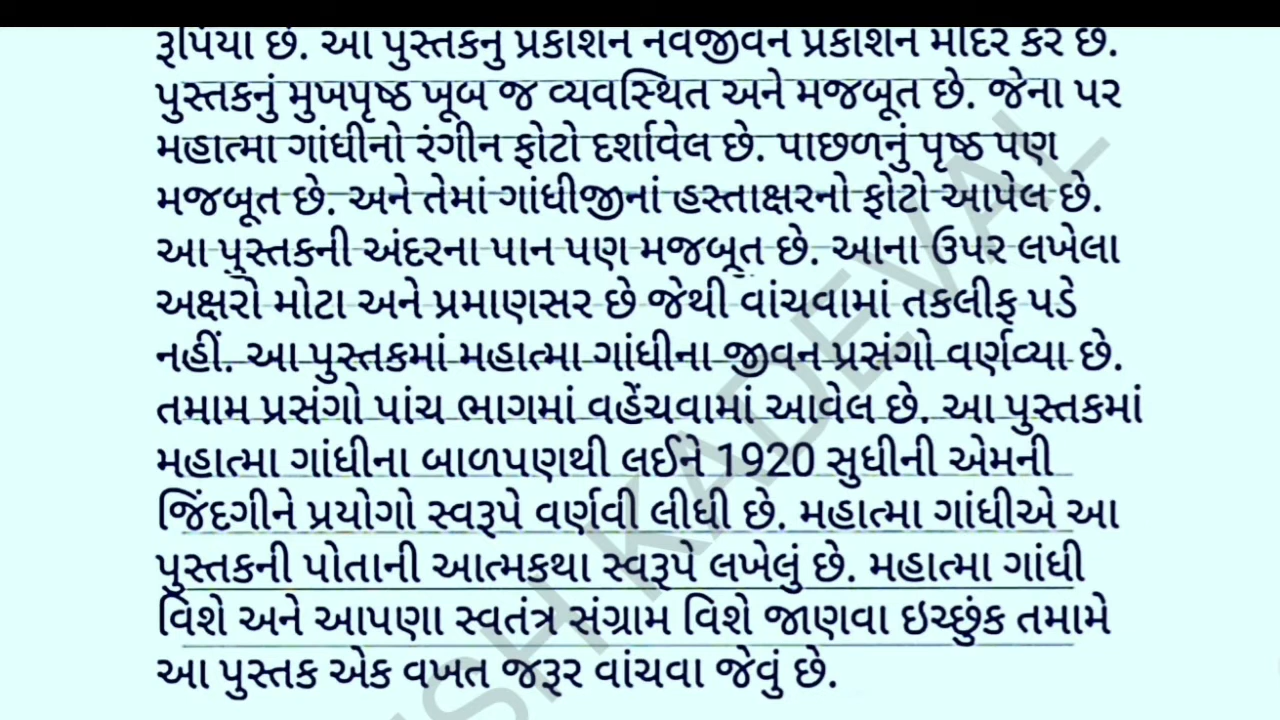 રૂપિયા છે. આ પુસ્તકનું પ્રકાશન નવજીવન પ્રકાશન મંદિર કરે છે.
પુસ્તકનું મુખપૃષ્ઠ ખૂબ જ વ્યવસ્થિત અને મજબૂત છે. જેના પર
મહાત્મા ગાંધીનો રંગીન ફોટો દર્શાવેલ છે. પાછળનું પૃષ્ઠ પણ
મજબૂત છે. અને તેમાં ગાંધીજીનાં હસ્તાક્ષરનો ફોટો આપેલ છે.
આ પુસ્તકની અંદરના પાન પણ મજબૂત છે. આના ઉપર લખેલા
અક્ષરો મોટા અને પ્રમાણસર છે જેથી વાંચવામાં તકલીફ પડે
નહીં. આ પુસ્તકમાં મહાત્મા ગાંધીના જીવન પ્રસંગો વર્ણવ્યા છે.
તમામ પ્રસંગો પાંચ ભાગમાં વહેંચવામાં આવેલ છે. આ પુસ્તકમાં
મહાત્મા ગાંધીના બાળપણથી લઈને 1920 સુધીની એમની
જિંદગીને પ્રયોગો સ્વરૂપે વર્ણવી લીધી છે. મહાત્મા ગાંધીએ આ
પુસ્તકની પોતાની આત્મકથા સ્વરૂપે લખેલું છે. મહાત્મા ગાંધી
વિશે અને આપણા સ્વતંત્ર સંગ્રામ વિશે જાણવા ઇચ્છુંક તમામે
આ પુસ્તક એક વખત જરૂર વાંચવા જેવું છે.